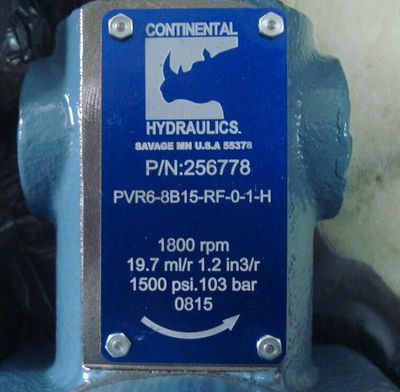 CONTINENTAL
HYDRAULICS
SAVAGE MN U.S.A 55378
P/N:256778
PVR6-8B15-RF-0-1-H
1800 rpm
19.7 ml/r 1.2 in3/r
1500 psi.103 bar
0815